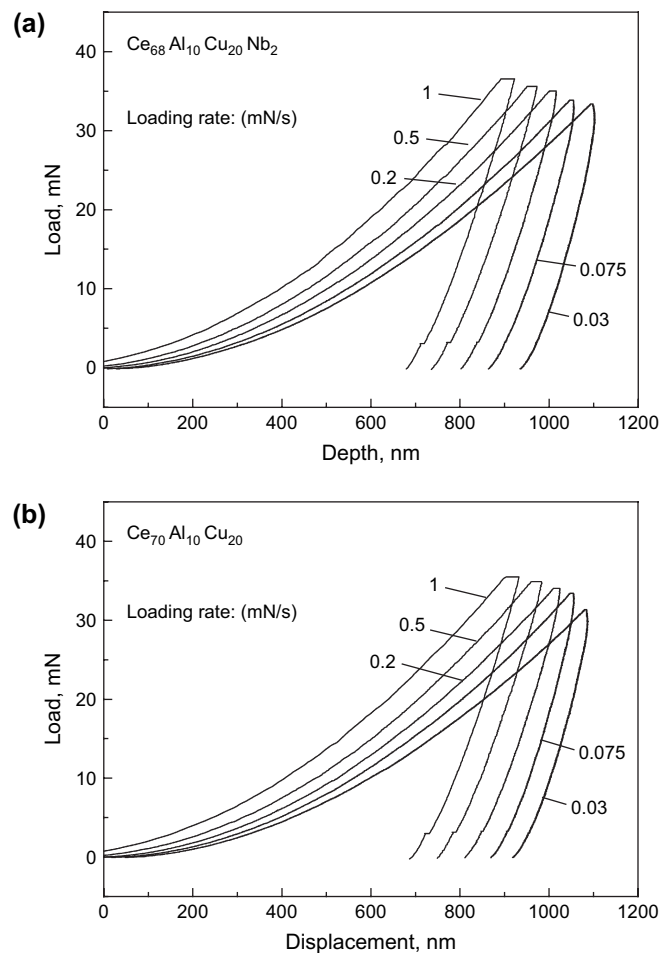 (a)
Ce68 Al10 Cu20 Nb2
Loading rate: (mN/s)
1
0.5
0.2
0.075
0.03
Load, mN
40
30
20
10
0
0 200 400 600 800 1000 1200
Depth, nm
(b)
Ce70 Al10 Cu20
Loading rate: (mN/s)
1
0.5
0.2
0.075
0.03
Load, mN
40
30
20
10
0
0 200 400 600 800 1000 1200
Displacement, nm